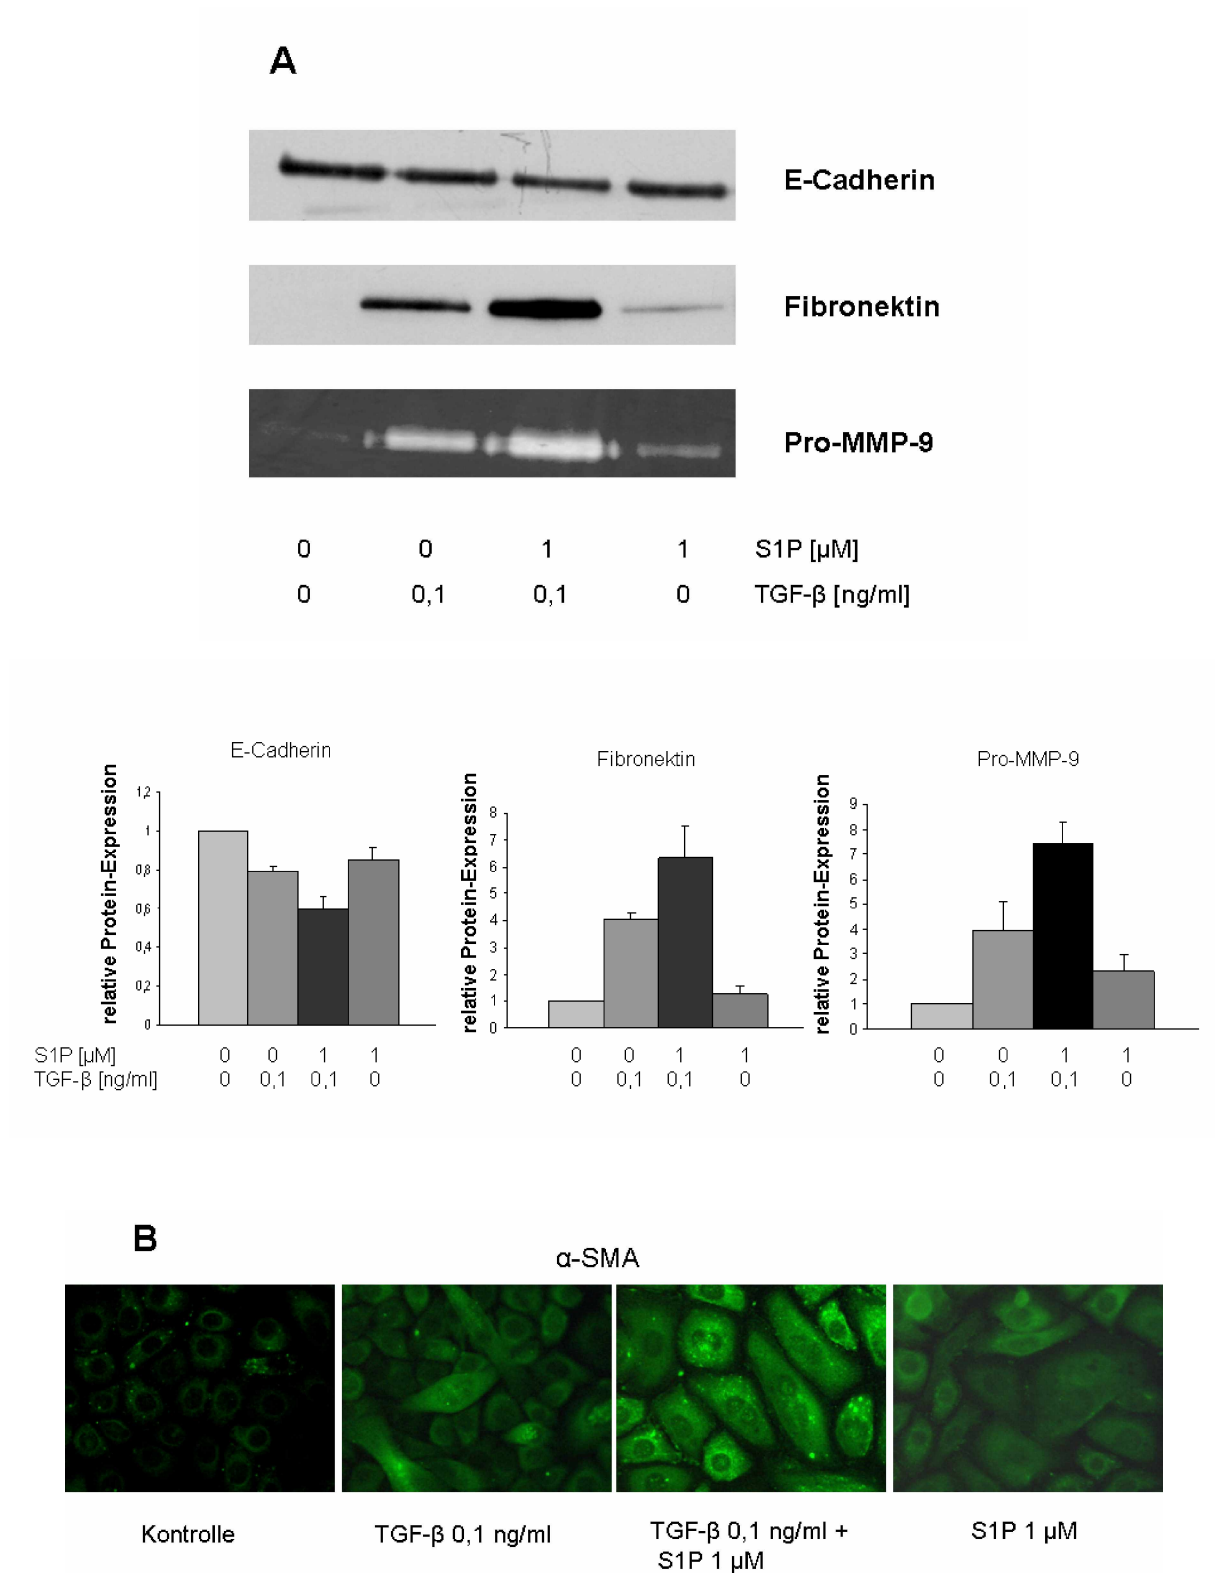 A
E-Cadherin
Fibronektin
Pro-MMP-9
0 0 1 1 S1P [µM]
0 0,1 0,1 0 TGF-β [ng/ml]
E-Cadherin
relative Protein-Expression
1,2
1
0,8
0,6
0,4
0,2
0
Fibronektin
relative Protein-Expression
8
7
6
5
4
3
2
1
0
Pro-MMP-9
relative Protein-Expression
9
8
7
6
5
4
3
2
1
0
S1P [µM] 0 0 1 1 0 0 1 1 0 0 1 1
TGF-β [ng/ml] 0 0,1 0,1 0 0 0,1 0,1 0 0 0,1 0,1 0
B
α-SMA
Kontrolle
TGF-β 0,1 ng/ml
TGF-β 0,1 ng/ml +
S1P 1 µM
S1P 1 µM